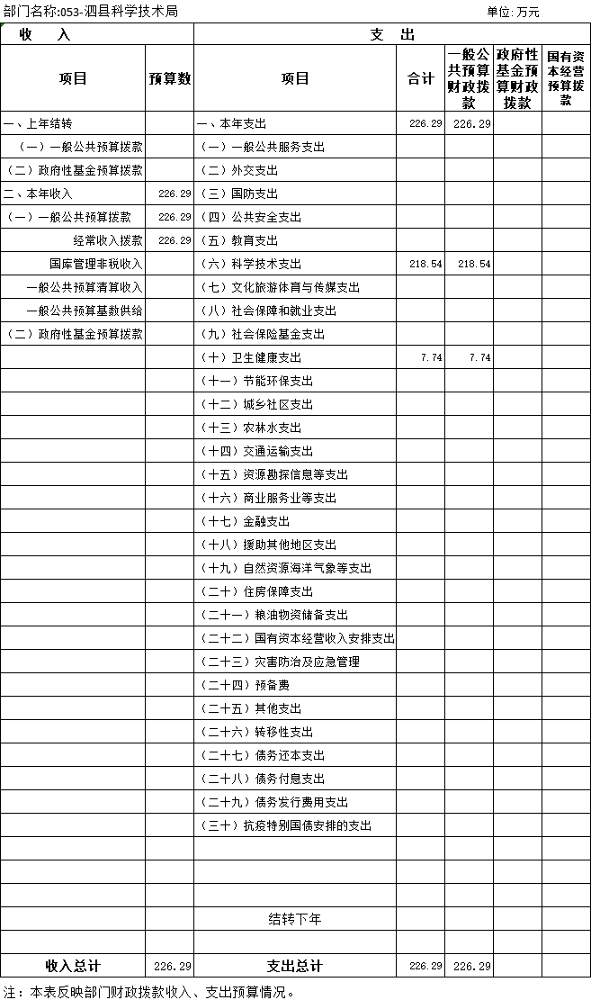 部门名称:053-泗县科学技术局 单位: 万元
收 入 支 出
项目 预算数 项目 合计 一般公共预算财政拨款 政府性基金预算财政拨款 国有资本经营预算拨款
一、上年结转 一、本年支出 226.29 226.29
（一）一般公共预算拨款 （一）一般公共服务支出
（二）政府性基金预算拨款 （二）外交支出
二、本年收入 226.29 （三）国防支出
（一）一般公共预算拨款 226.29 （四）公共安全支出
经常收入拨款 226.29 （五）教育支出
国库管理非税收入 （六）科学技术支出 218.54 218.54
一般公共预算清算收入 （七）文化旅游体育与传媒支出
一般公共预算基数供给 （八）社会保障和就业支出
（二）政府性基金预算拨款 （九）社会保险基金支出
（十）卫生健康支出 7.74 7.74
（十一）节能环保支出
（十二）城乡社区支出
（十三）农林水支出
（十四）交通运输支出
（十五）资源勘探信息等支出
（十六）商业服务业等支出
（十七）金融支出
（十八）援助其他地区支出
（十九）自然资源海洋气象等支出
（二十）住房保障支出
（二十一）粮油物资储备支出
（二十二）国有资本经营收入安排支出
（二十三）灾害防治及应急管理
（二十四）预备费
（二十五）其他支出
（二十六）转移性支出
（二十七）债务还本支出
（二十八）债务付息支出
（二十九）债务发行费用支出
（三十）抗疫特别国债安排的支出
结转下年
收入总计 226.29 支出总计 226.29 226.29
注：本表反映部门财政拨款收入、支出预算情况。